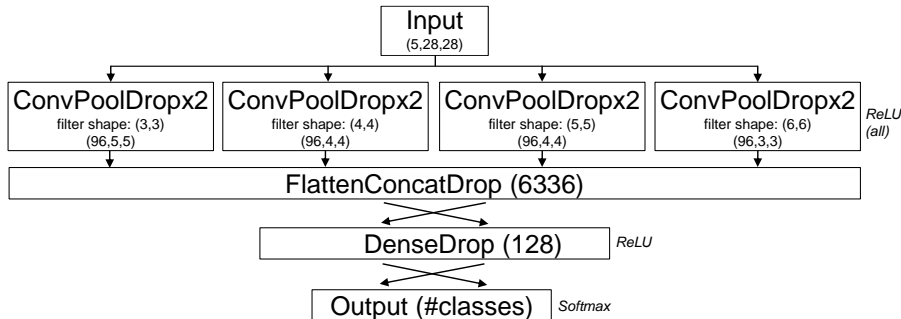 Input
(5,28,28)
ConvPoolDropx2
filter shape: (3,3)
(96,5,5)
ConvPoolDropx2
filter shape: (4,4)
(96,4,4)
ConvPoolDropx2
filter shape: (5,5)
(96,4,4)
ConvPoolDropx2
filter shape: (6,6)
(96,3,3)
ReLU
(all)
FlattenConcatDrop (6336)
DenseDrop (128)
ReLU
Output (#classes)
Softmax